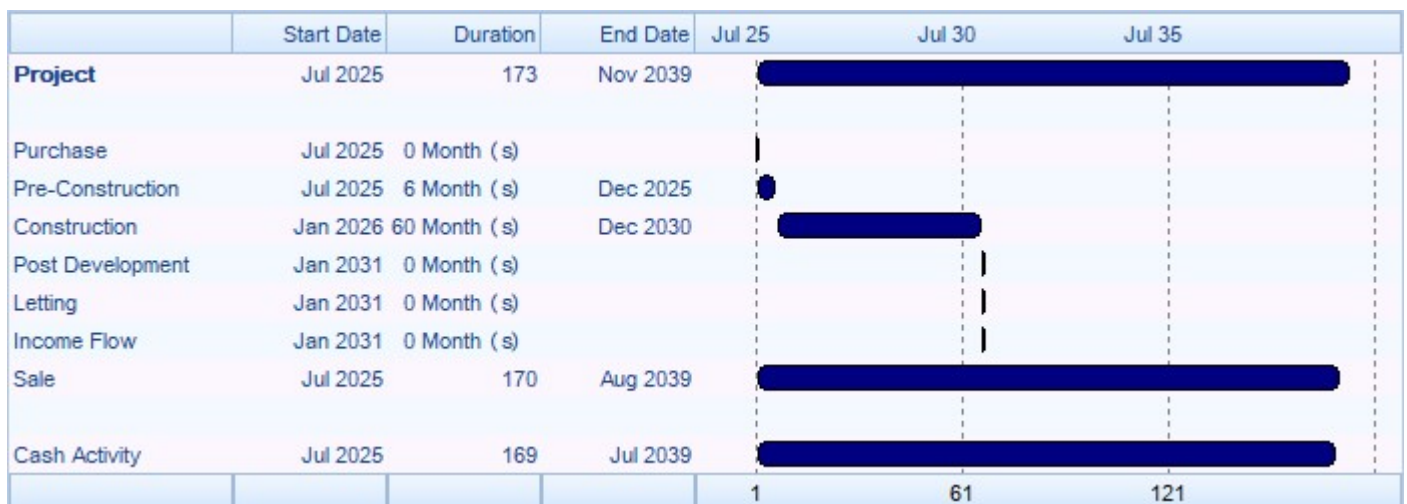 Start Date Duration End Date Jul 25 Jul 30 Jul 35
Project Jul 2025 173 Nov 2039
Purchase Jul 2025 0 Month (s)
Pre-Construction Jul 2025 6 Month (s) Dec 2025
Construction Jan 2026 60 Month (s) Dec 2030
Post Development Jan 2031 0 Month (s)
Letting Jan 2031 0 Month (s)
Income Flow Jan 2031 0 Month (s)
Sale Jul 2025 170 Aug 2039
Cash Activity Jul 2025 169 Jul 2039
1 61 121